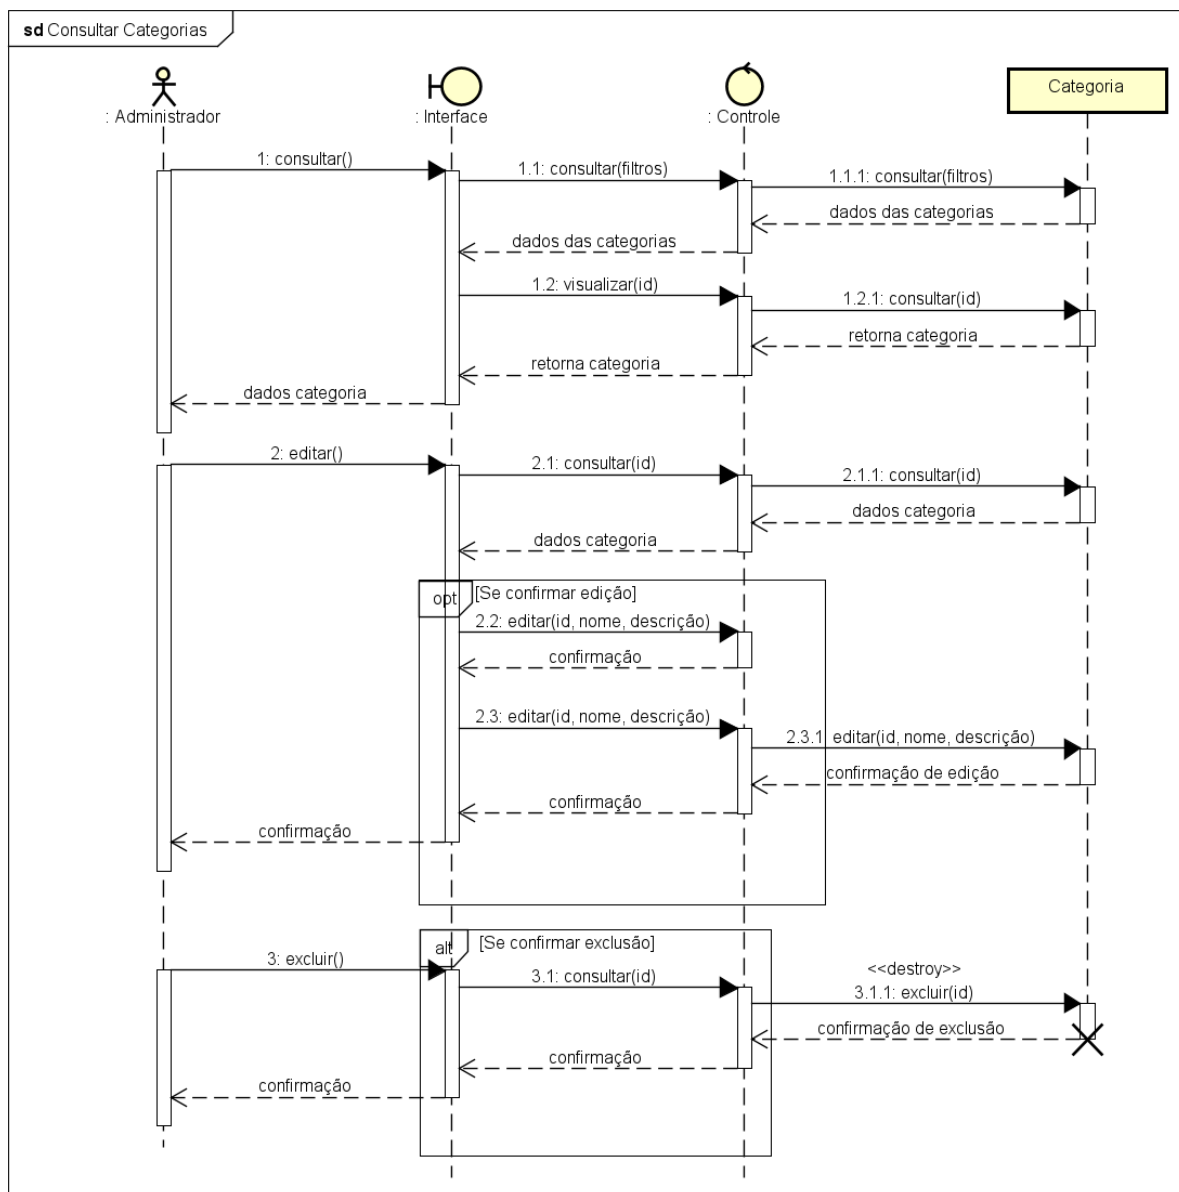 sd Consultar Categorias
: Administrador
: Interface
: Controle
Categoria
1: consultar()
1.1: consultar(filtros)
1.1.1: consultar(filtros)
dados das categorias
dados das categorias
1.2: visualizar(id)
1.2.1: consultar(id)
retorna categoria
retorna categoria
dados categoria
2: editar()
2.1: consultar(id)
2.1.1: consultar(id)
dados categoria
dados categoria
opt
[Se confirmar edição]
2.2: editar(id, nome, descrição)
confirmação
2.3: editar(id, nome, descrição)
2.3.1: editar(id, nome, descrição)
confirmação de edição
confirmação
confirmação
alt
[Se confirmar exclusão]
3: excluir()
3.1: consultar(id)
<<destroy>>
3.1.1: excluir(id)
confirmação de exclusão
confirmação
confirmação